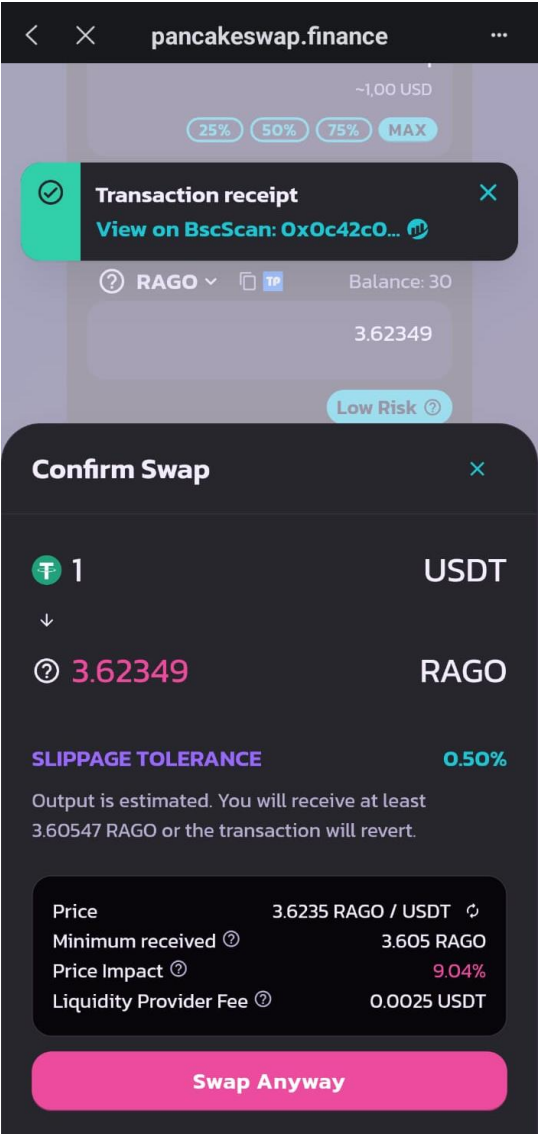 pancakeswap.finance
~1,00 USD
25% 50% 75% MAX
Transaction receipt
View on BscScan: 0x0c42c0...
RAGO TP Balance: 30
3.62349
Low Risk
Confirm Swap
1 USDT
3.62349 RAGO
SLIPPAGE TOLERANCE 0.50%
Output is estimated. You will receive at least
3.60547 RAGO or the transaction will revert.
Price 3.6235 RAGO / USDT
Minimum received 3.605 RAGO
Price Impact 9.04%
Liquidity Provider Fee 0.0025 USDT
Swap Anyway